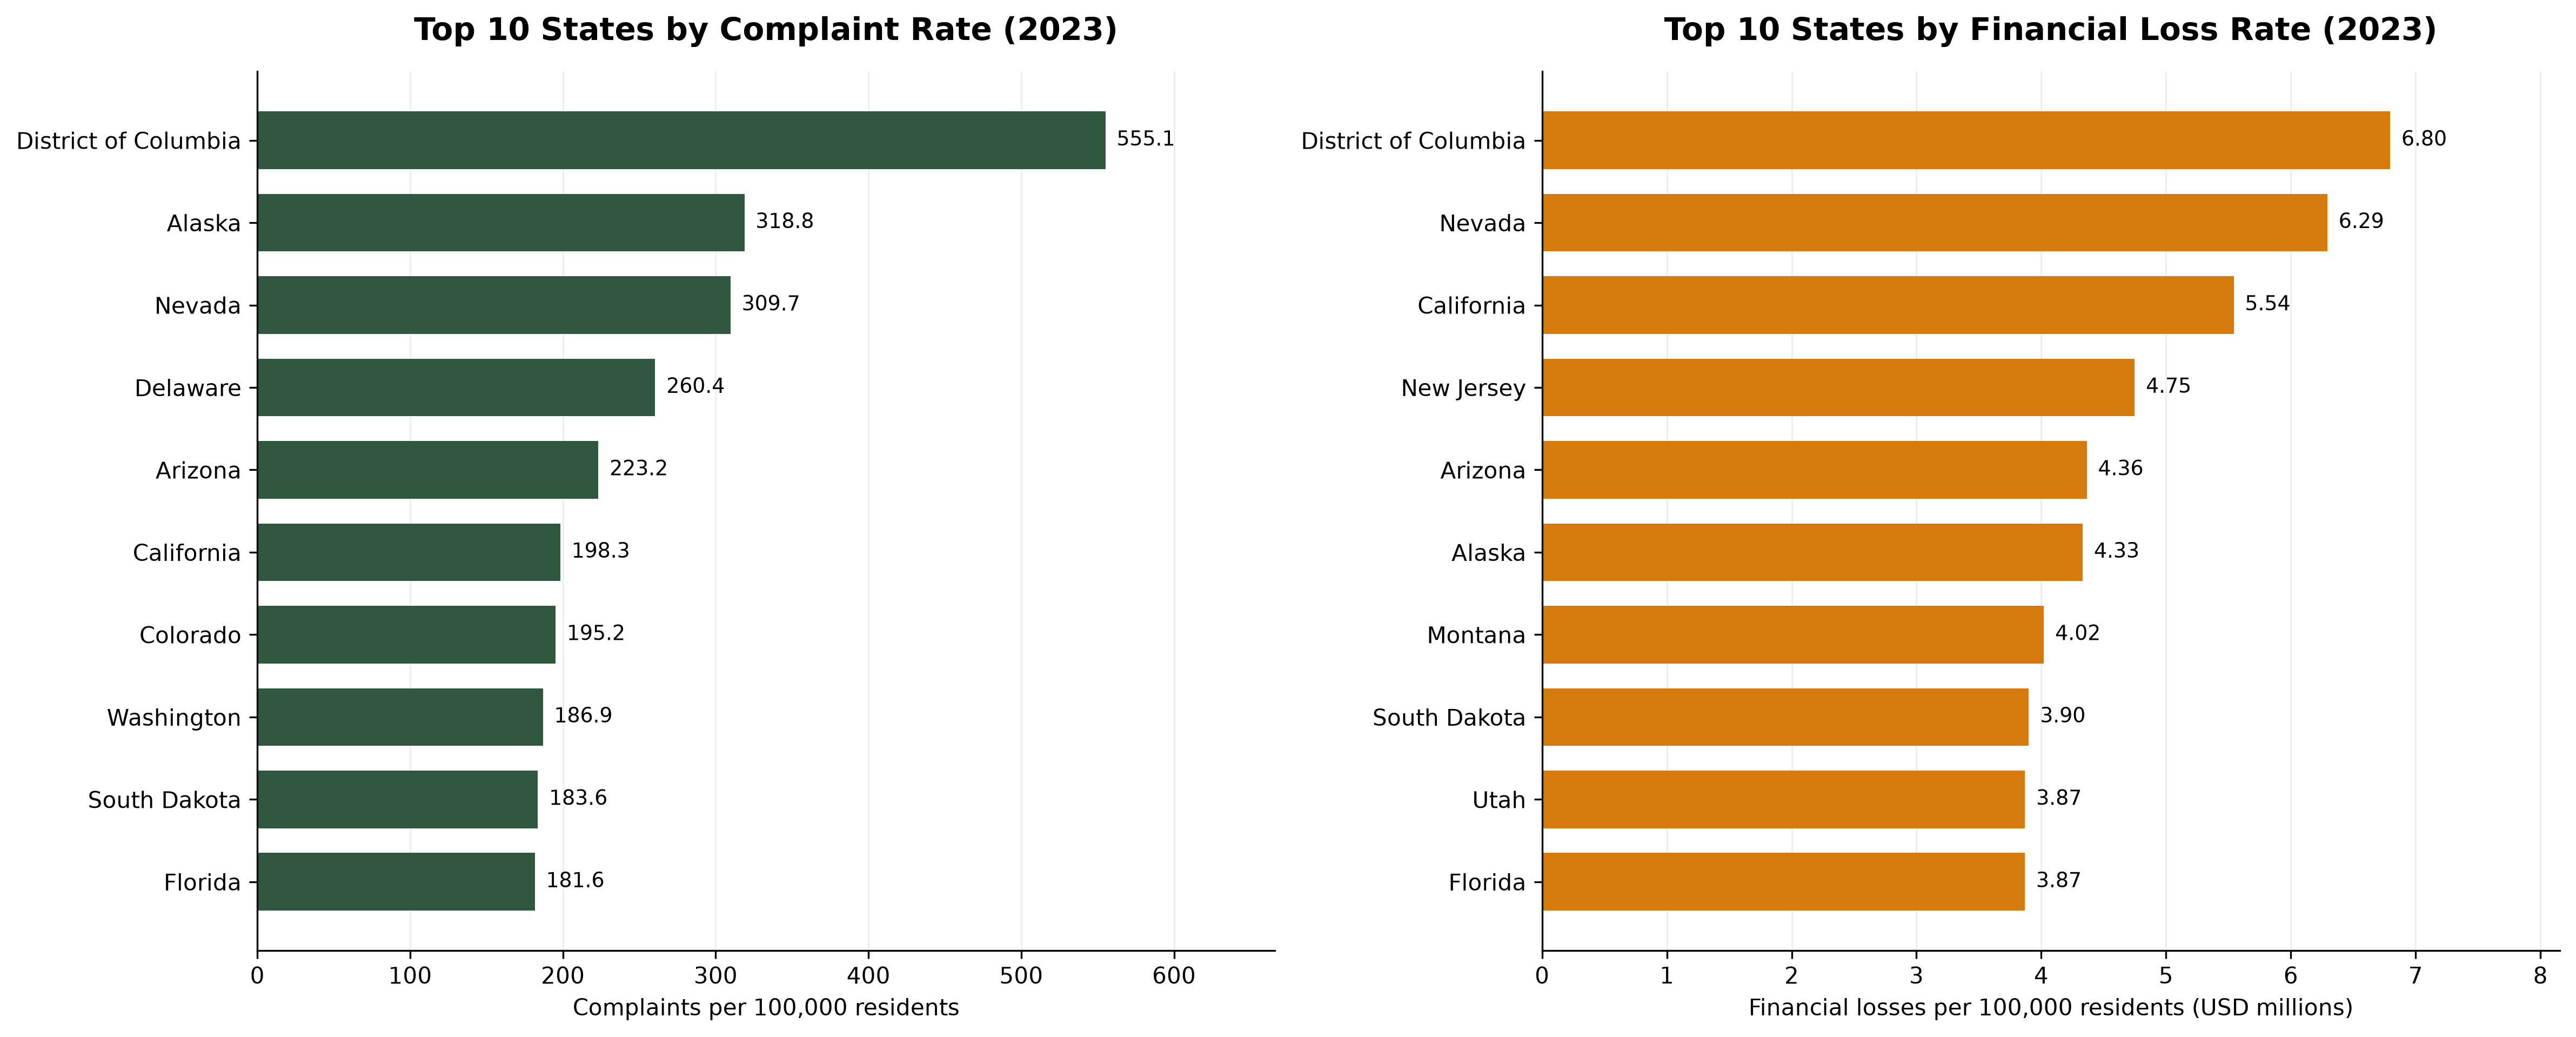 Top 10 States by Complaint Rate (2023)
District of Columbia 555.1
Alaska 318.8
Nevada 309.7
Delaware 260.4
Arizona 223.2
California 198.3
Colorado 195.2
Washington 186.9
South Dakota 183.6
Florida 181.6
0 100 200 300 400 500 600
Complaints per 100,000 residents
Top 10 States by Financial Loss Rate (2023)
District of Columbia 6.80
Nevada 6.29
California 5.54
New Jersey 4.75
Arizona 4.36
Alaska 4.33
Montana 4.02
South Dakota 3.90
Utah 3.87
Florida 3.87
0 1 2 3 4 5 6 7 8
Financial losses per 100,000 residents (USD millions)